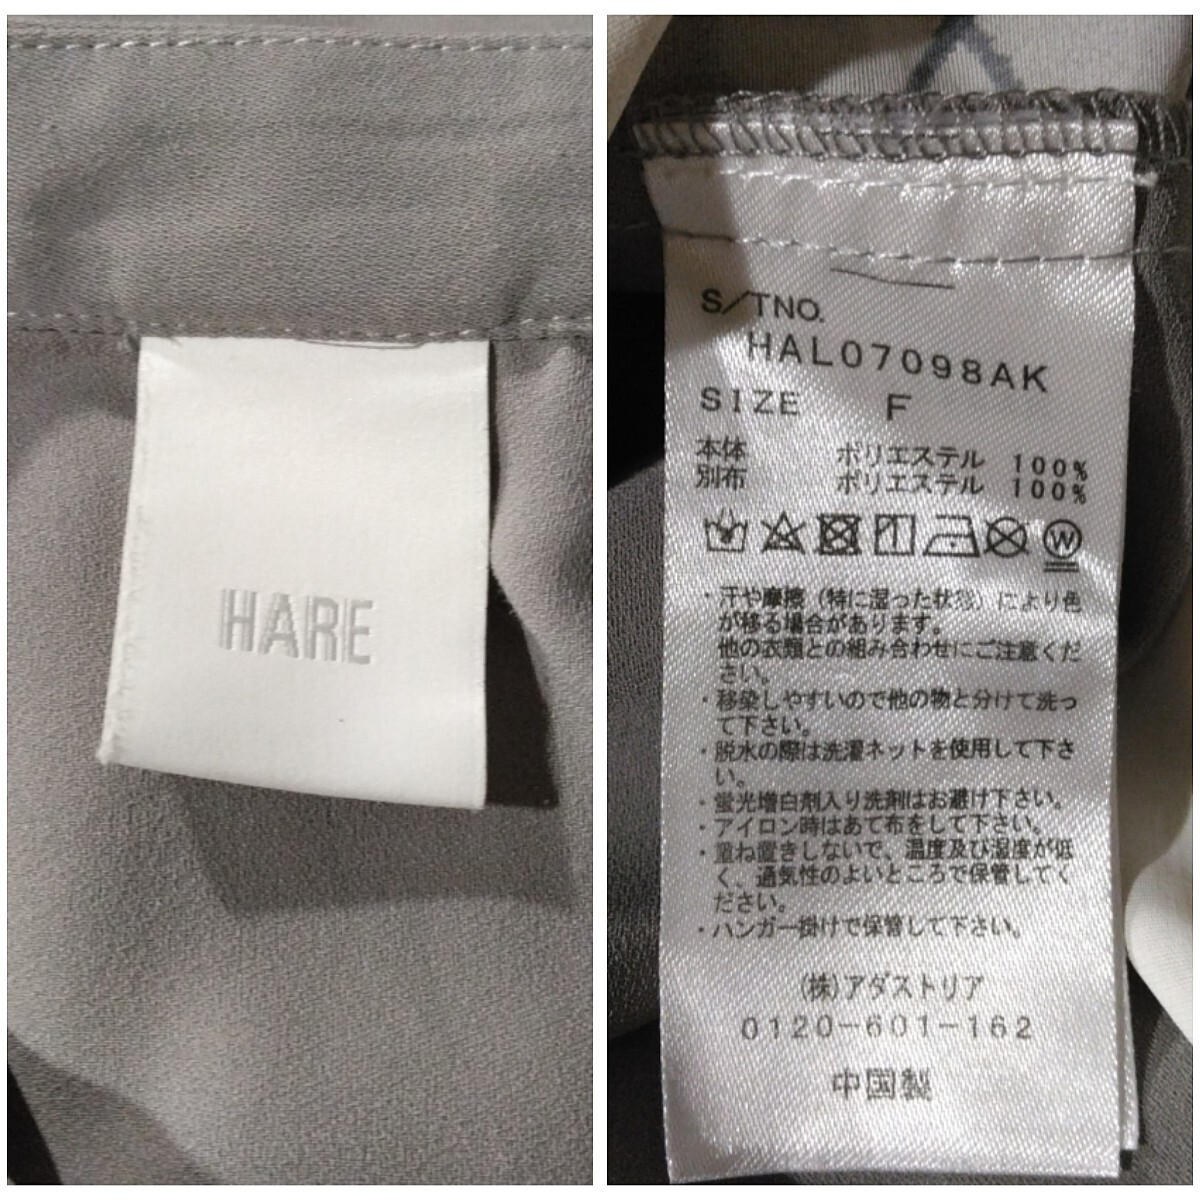 HARE
S/TNO.
HAL07098AK
SIZE F
本体 ポリエステル 100%
別布 ポリエステル 100%
W
・汗や摩擦(特に湿った状態)により色
が移る場合があります。
他の衣類との組み合わせにご注意くだ
さい。
・移染しやすいので他の物と分けて洗っ
て下さい。
・脱水の際は洗濯ネットを使用して下さ
い。
・蛍光増白剤入り洗剤はお避け下さい。
・アイロン時はあて布をして下さい。
・重ね置きしないで、温度及び湿度が低
く、通気性のよいところで保管してく
ださい。
・ハンガー掛けで保管して下さい。
(株)アダストリア
0120-601-162
中国製